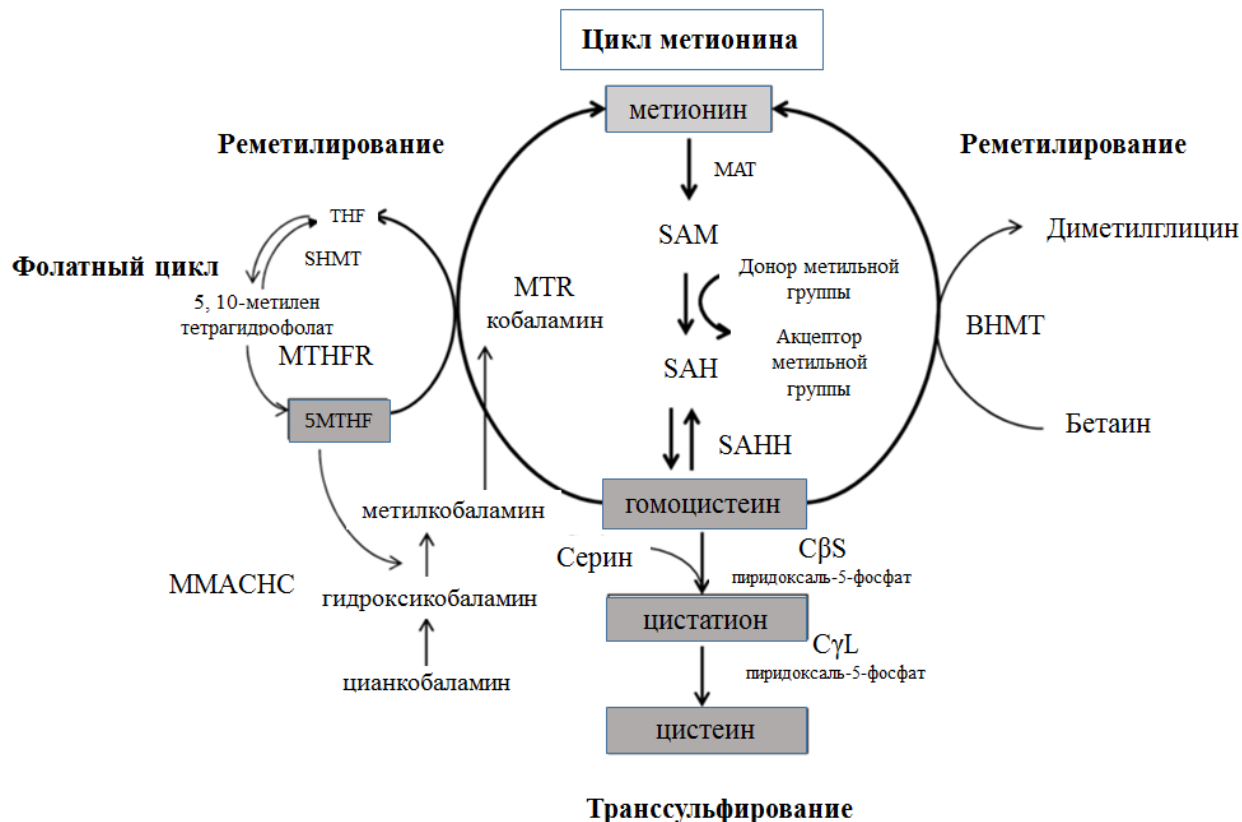 Цикл метионина
метионин
Реметилирование
Реметилирование
MAT
THF
SHMT
SAM
Диметилглицин
Фолатный цикл
5, 10-метилен
тетрагидрофолат
MTHFR
MTR
кобаламин
Донор метильной
группы
Акцептор
метильной
группы
BHMT
SAH
5MTHF
Бетаин
SAHH
гомоцистеин
метилкобаламин
Серин
CβS
пиридоксаль-5-фосфат
MMACHC
гидроксикобаламин
цистатион
CγL
пиридоксаль-5-фосфат
цианкобаламин
цистеин
Транссульфирование